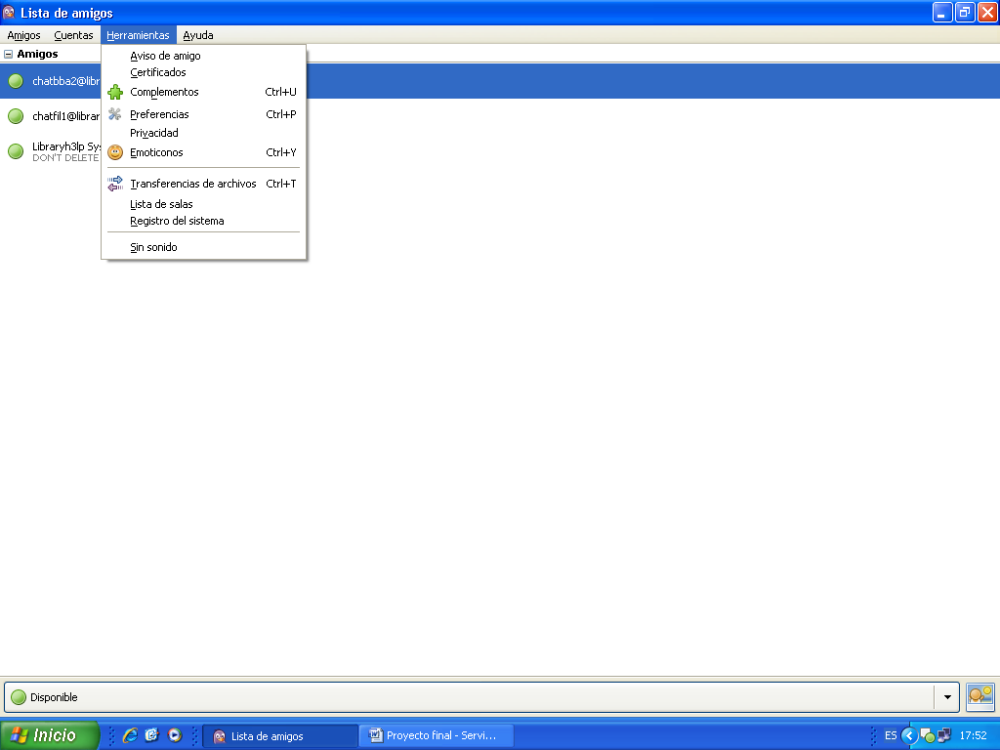 Lista de amigos
Amigos Cuentas Herramientas Ayuda
Amigos
chatbba2@libr
chatfil1@librar
Libraryh3lp Sys
DON'T DELETE
Aviso de amigo
Certificados
Complementos Ctrl+U
Preferencias Ctrl+P
Privacidad
Emoticonos Ctrl+Y
Transferencias de archivos Ctrl+T
Lista de salas
Registro del sistema
Sin sonido
Disponible
Inicio Lista de amigos Proyecto final - Servi... ES 17:52